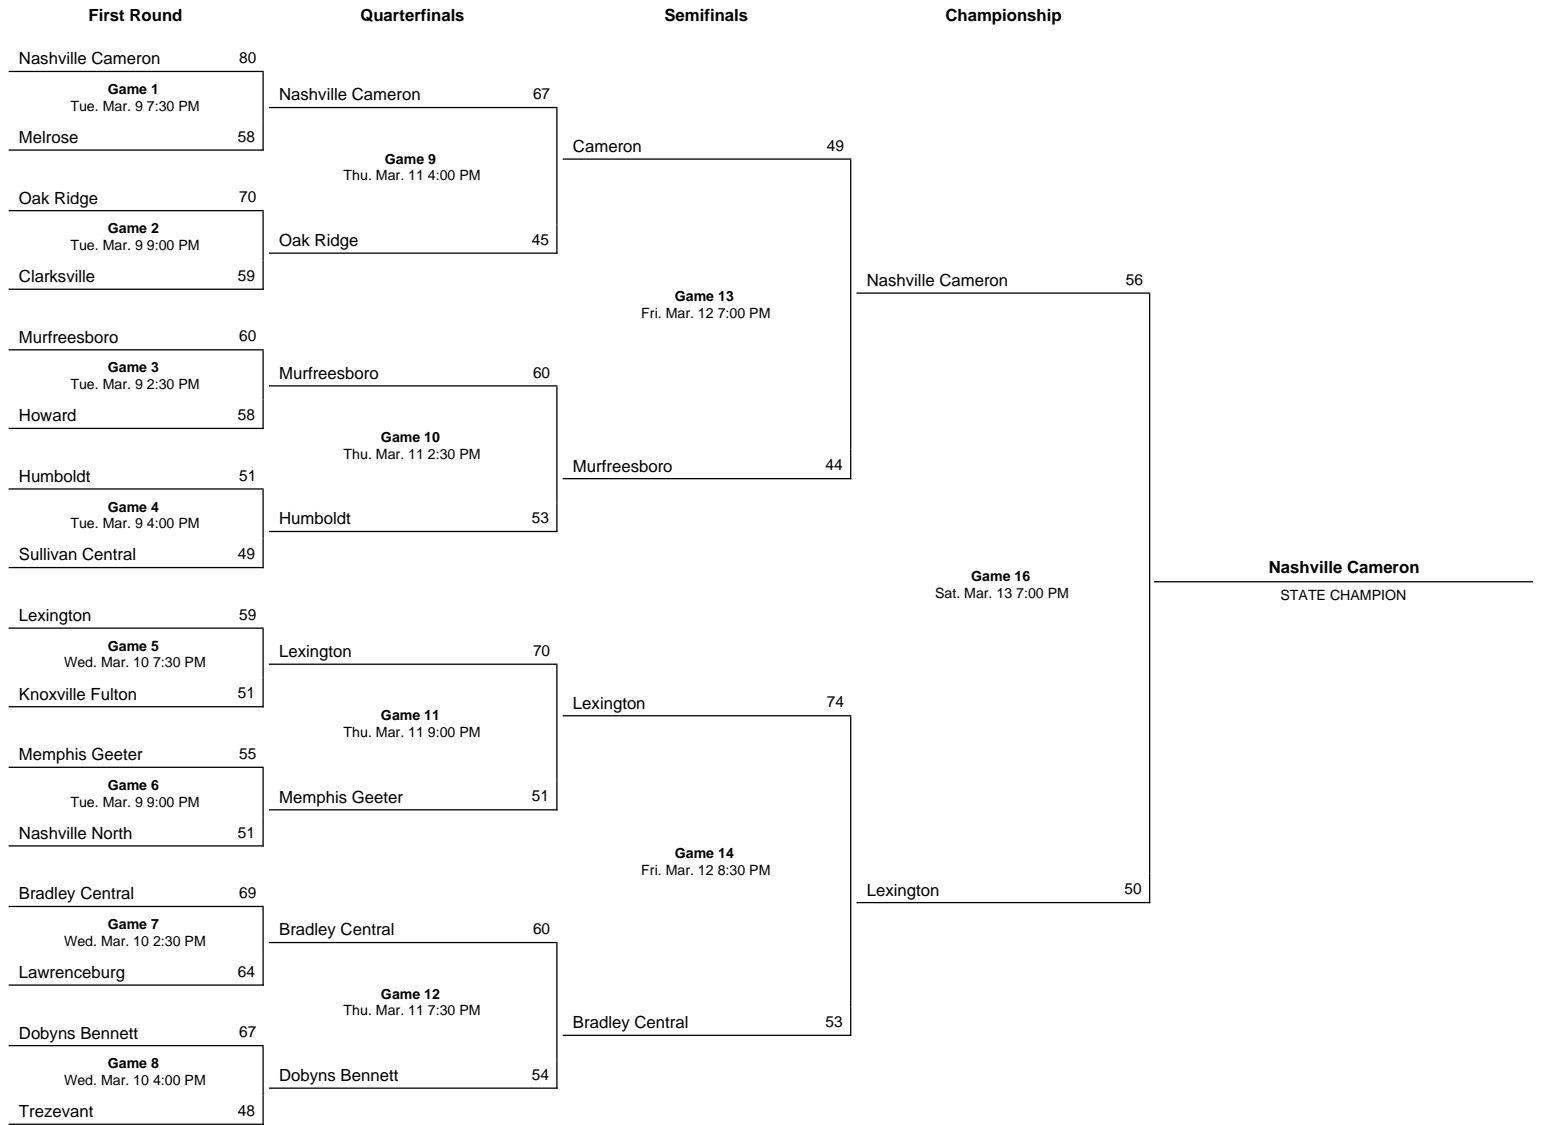 First Round
Quarterfinals
Semifinals
Championship
Nashville Cameron 80
Game 1
Tue. Mar. 9 7:30 PM
Melrose 58
Oak Ridge 70
Game 2
Tue. Mar. 9 9:00 PM
Clarksville 59
Murfreesboro 60
Game 3
Tue. Mar. 9 2:30 PM
Howard 58
Humboldt 51
Game 4
Tue. Mar. 9 4:00 PM
Sullivan Central 49
Lexington 59
Game 5
Wed. Mar. 10 7:30 PM
Knoxville Fulton 51
Memphis Geeter 55
Game 6
Tue. Mar. 9 9:00 PM
Nashville North 51
Bradley Central 69
Game 7
Wed. Mar. 10 2:30 PM
Lawrenceburg 64
Dobyns Bennett 67
Game 8
Wed. Mar. 10 4:00 PM
Trezevant 48
Nashville Cameron 67
Game 9
Thu. Mar. 11 4:00 PM
Oak Ridge 45
Murfreesboro 60
Game 10
Thu. Mar. 11 2:30 PM
Humboldt 53
Lexington 70
Game 11
Thu. Mar. 11 9:00 PM
Memphis Geeter 51
Bradley Central 60
Game 12
Thu. Mar. 11 7:30 PM
Dobyns Bennett 54
Cameron 49
Game 13
Fri. Mar. 12 7:00 PM
Murfreesboro 44
Lexington 74
Game 14
Fri. Mar. 12 8:30 PM
Bradley Central 53
Nashville Cameron 56
Game 16
Sat. Mar. 13 7:00 PM
Lexington 50
Nashville Cameron
STATE CHAMPION